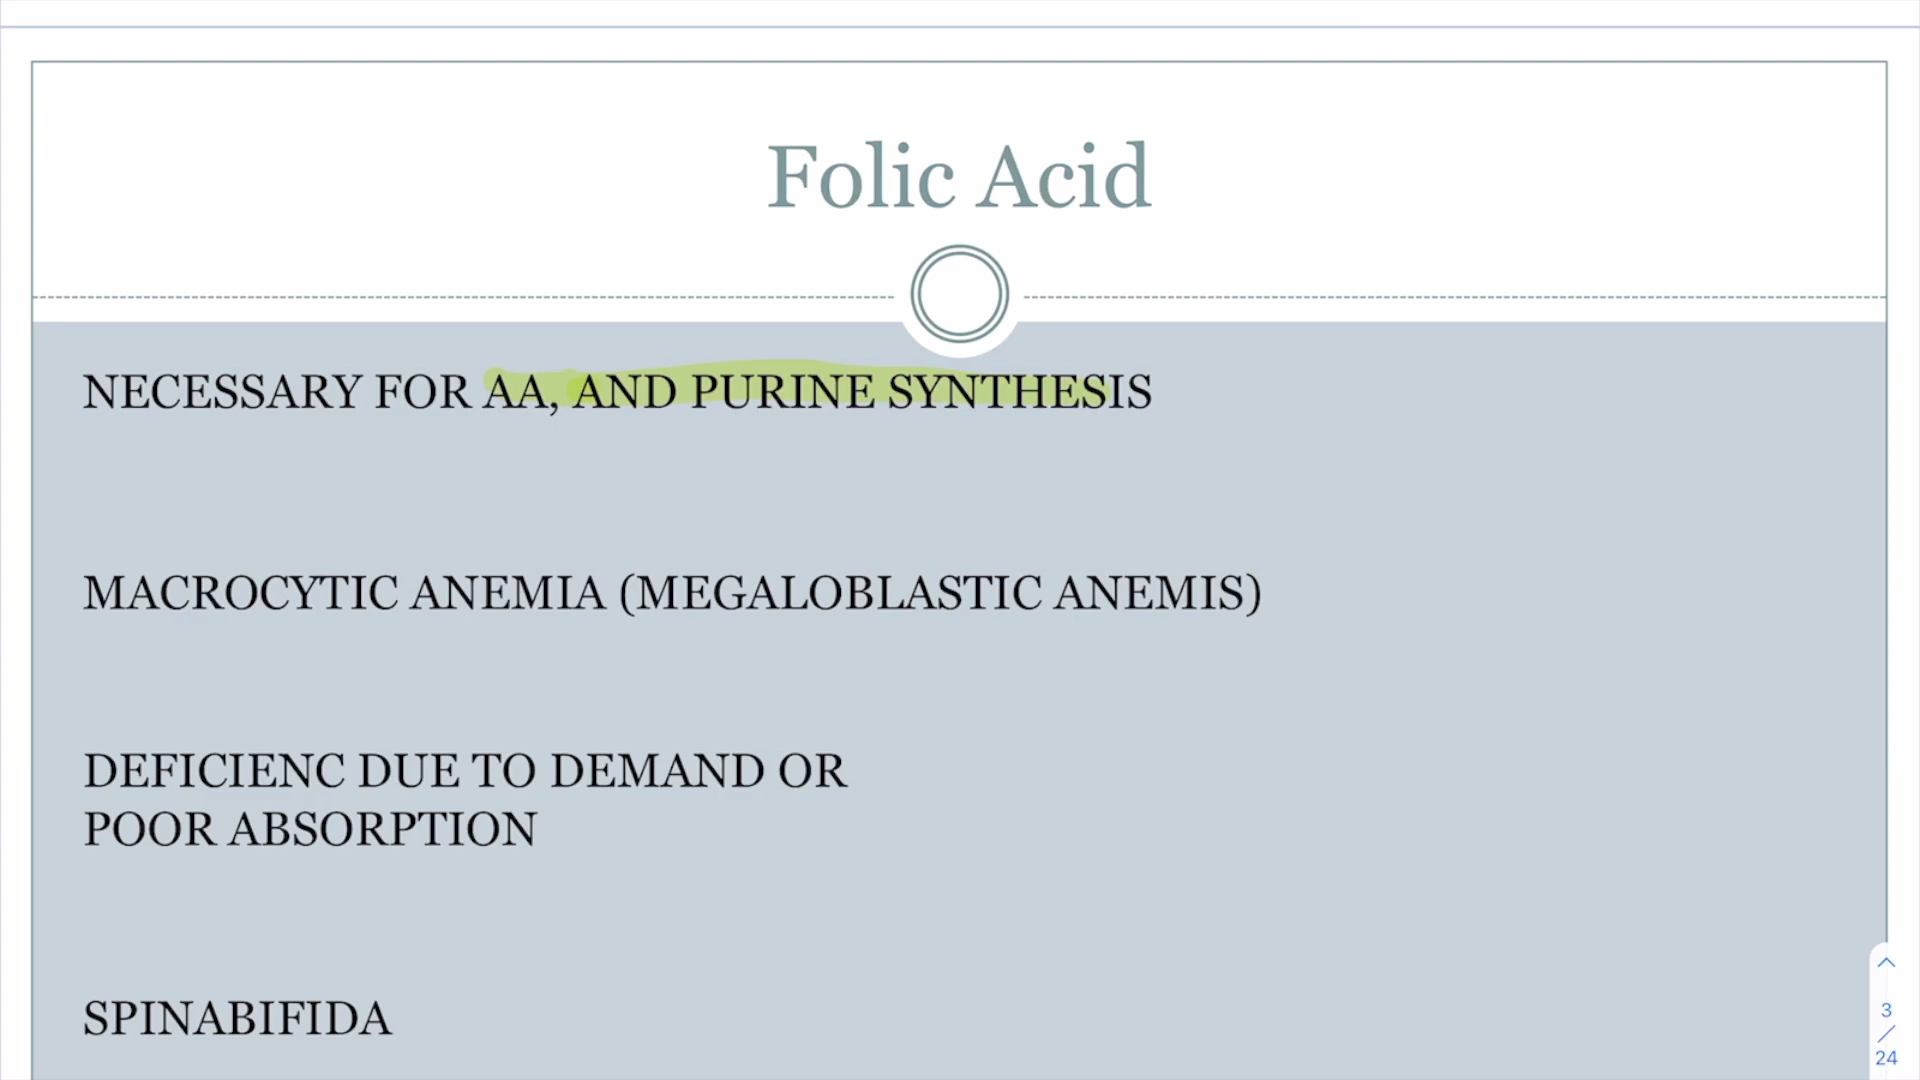 Folic Acid
NECESSARY FOR AA, AND PURINE SYNTHESIS
MACROCYTIC ANEMIA (MEGALOBLASTIC ANEMIS)
DEFICIENC DUE TO DEMAND OR
POOR ABSORPTION
SPINABIFIDA
3
/
24